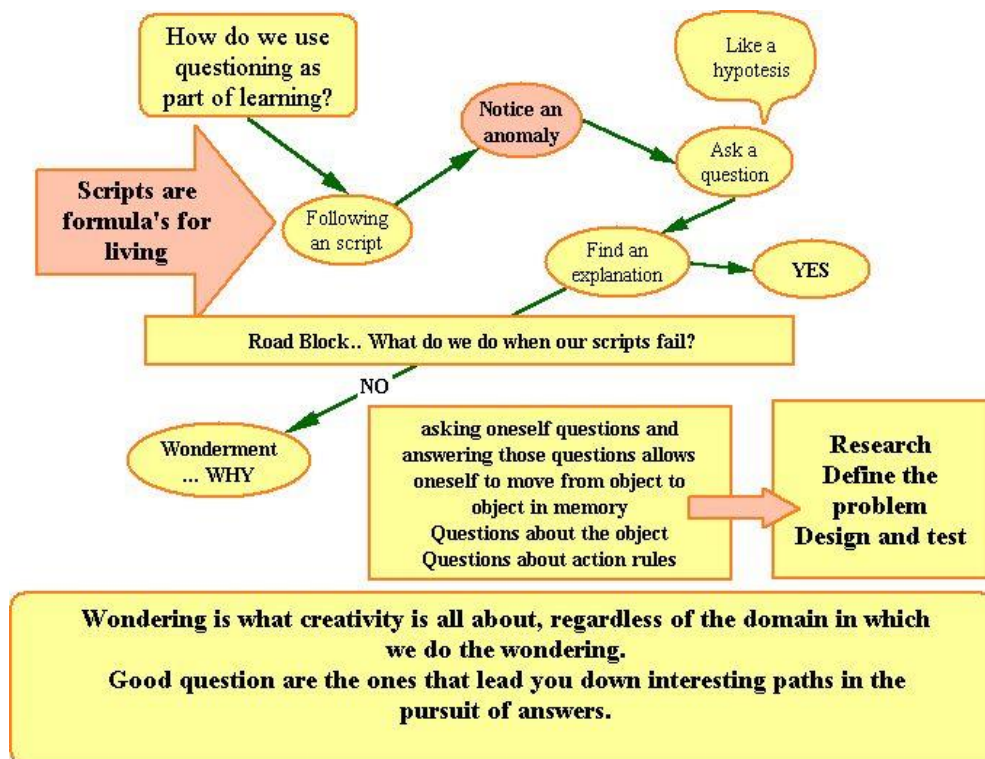 How do we use
questioning as
part of learning?
Like a
hypotesis
Notice an
anomaly
Ask a
question
Scripts are
formula's for
living
Following
an script
Find an
explanation
YES
Road Block.. What do we do when our scripts fail?
NO
Wonderment
... WHY
asking oneself questions and
answering those questions allows
oneself to move from object to
object in memory
Questions about the object
Questions about action rules
Research
Define the
problem
Design and test
Wondering is what creativity is all about, regardless of the domain in which
we do the wondering.
Good question are the ones that lead you down interesting paths in the
pursuit of answers.